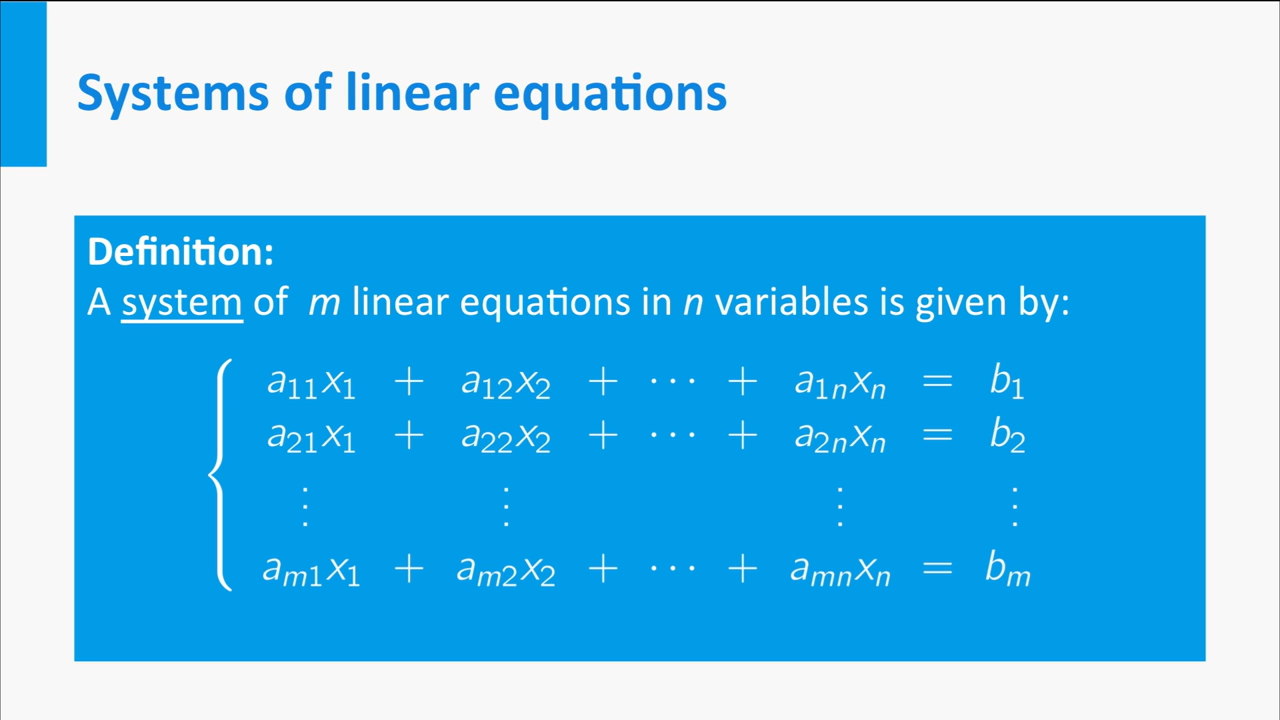 Systems of linear equations
Definition:
A system of m linear equations in n variables is given by:
a₁₁x₁ + a₁₂x₂ + ⋯ + a₁ₙxₙ = b₁
a₂₁x₁ + a₂₂x₂ + ⋯ + a₂ₙxₙ = b₂
⋮ ⋮ ⋮ ⋮
aₘ₁x₁ + aₘ₂x₂ + ⋯ + aₘₙxₙ = bₘ